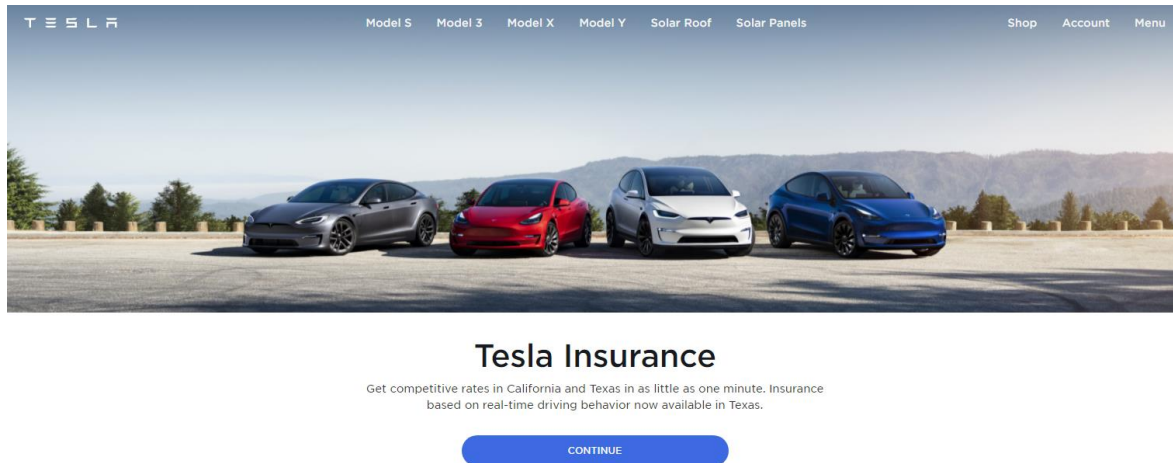 TESLA Model S Model 3 Model X Model Y Solar Roof Solar Panels Shop Account Menu
Tesla Insurance
Get competitive rates in California and Texas in as little as one minute. Insurance
based on real-time driving behavior now available in Texas.
CONTINUE